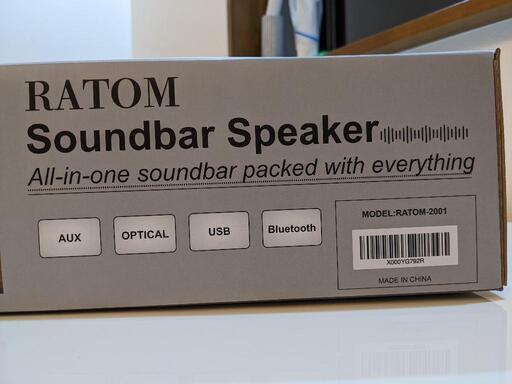 RATOM
Soundbar Speaker
All-in-one soundbar packed with everything
AUX
OPTICAL
USB
Bluetooth
MODEL:RATOM-2001
X000YG792R
MADE IN CHINA